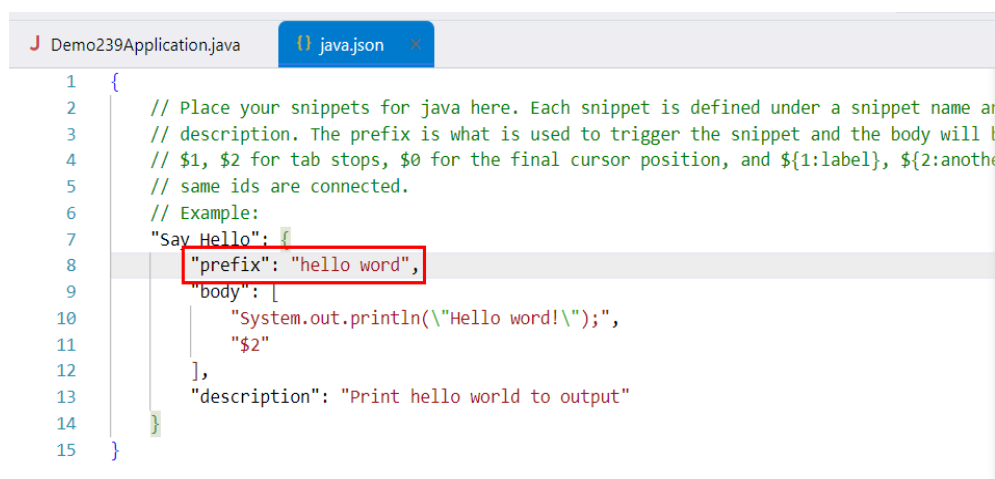 J Demo239Application.java {} java.json ×
1 {
2 // Place your snippets for java here. Each snippet is defined under a snippet name
3 // description. The prefix is what is used to trigger the snippet and the body will
4 // $1, $2 for tab stops, $0 for the final cursor position, and ${1:label}, ${2:anothe
5 // same ids are connected.
6 // Example:
7 "Say Hello": {
8 "prefix": "hello word",
9 "body": [
10 "System.out.println(\"Hello word!\");",
11 "$2"
12 ],
13 "description": "Print hello world to output"
14 }
15 }